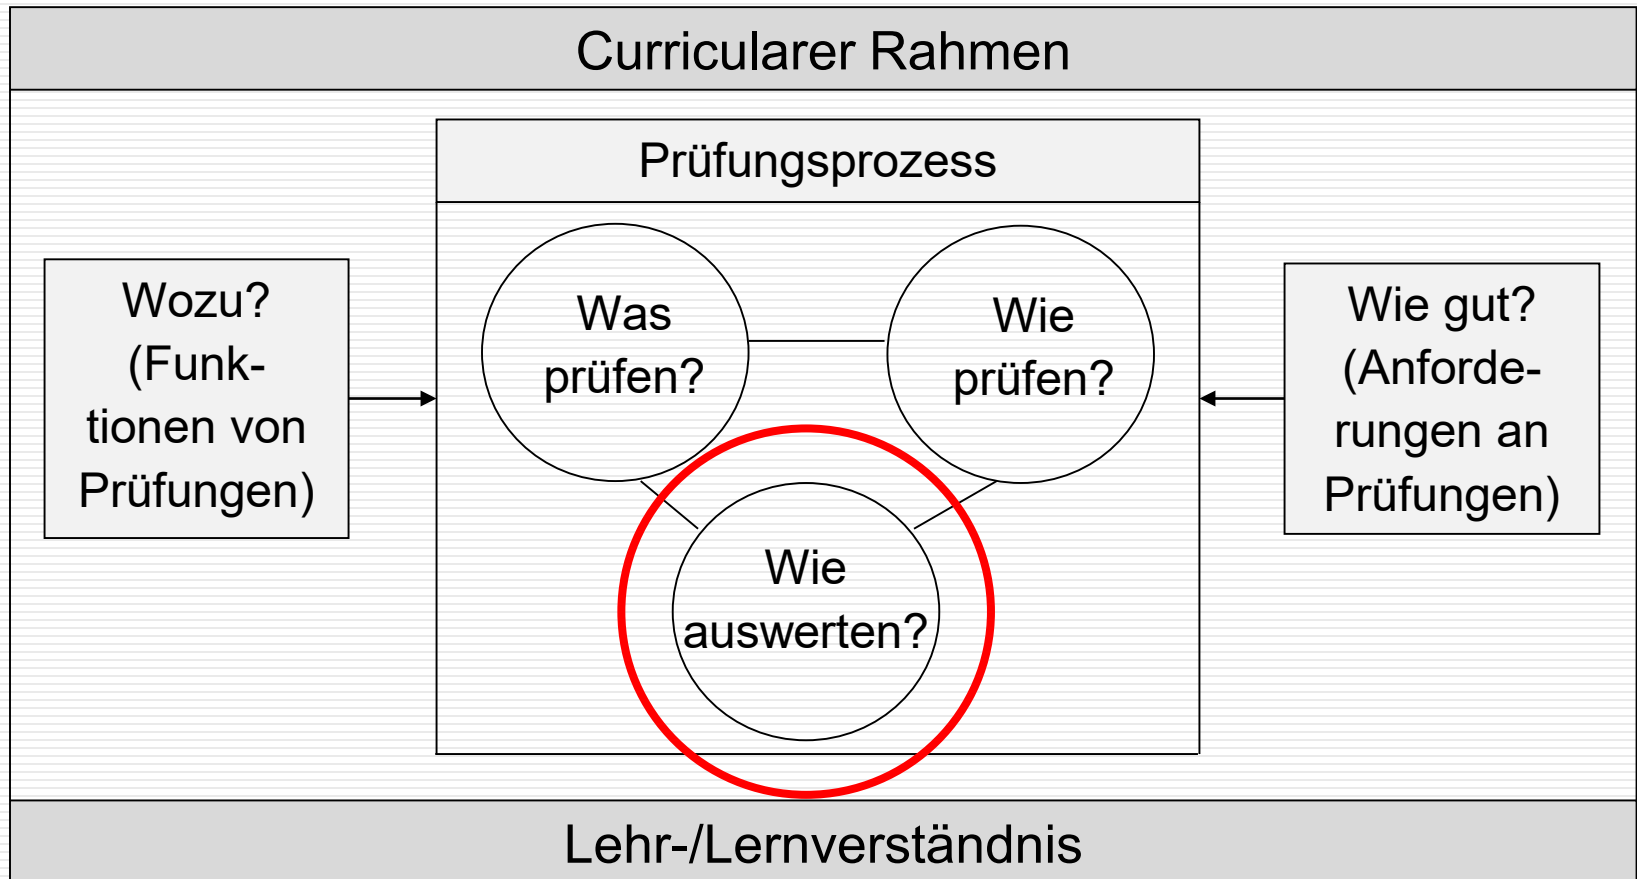 Curricularer Rahmen
Prüfungsprozess
Wozu?
(Funk-
tionen von
Prüfungen)
Was
prüfen?
Wie
prüfen?
Wie
auswerten?
Wie gut?
(Anforde-
rungen an
Prüfungen)
Lehr-/Lernverständnis